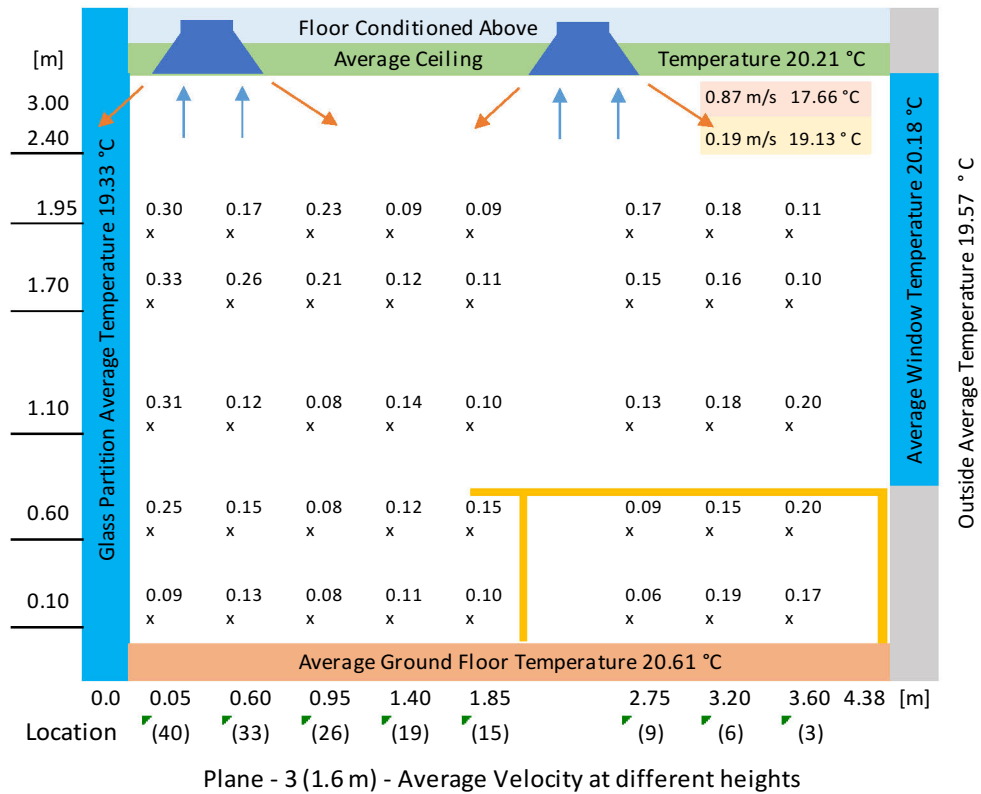 Floor Conditioned Above
[m] Average Ceiling Temperature 20.21 °C
3.00 0.87 m/s 17.66 °C
2.40 0.19 m/s 19.13 ° C
Glass Partition Average Temperature 19.33 °C
Average Window Temperature 20.18 °C
Outside Average Temperature 19.57 ° C
1.95 0.30 0.17 0.23 0.09 0.09 0.17 0.18 0.11
x x x x x x x x
1.70 0.33 0.26 0.21 0.12 0.11 0.15 0.16 0.10
x x x x x x x x
1.10 0.31 0.12 0.08 0.14 0.10 0.13 0.18 0.20
x x x x x x x x
0.60 0.25 0.15 0.08 0.12 0.15 0.09 0.15 0.20
x x x x x x x x
0.10 0.09 0.13 0.08 0.11 0.10 0.06 0.19 0.17
x x x x x x x x
Average Ground Floor Temperature 20.61 °C
0.0 0.05 0.60 0.95 1.40 1.85 2.75 3.20 3.60 4.38 [m]
Location (40) (33) (26) (19) (15) (9) (6) (3)
Plane - 3 (1.6 m) - Average Velocity at different heights